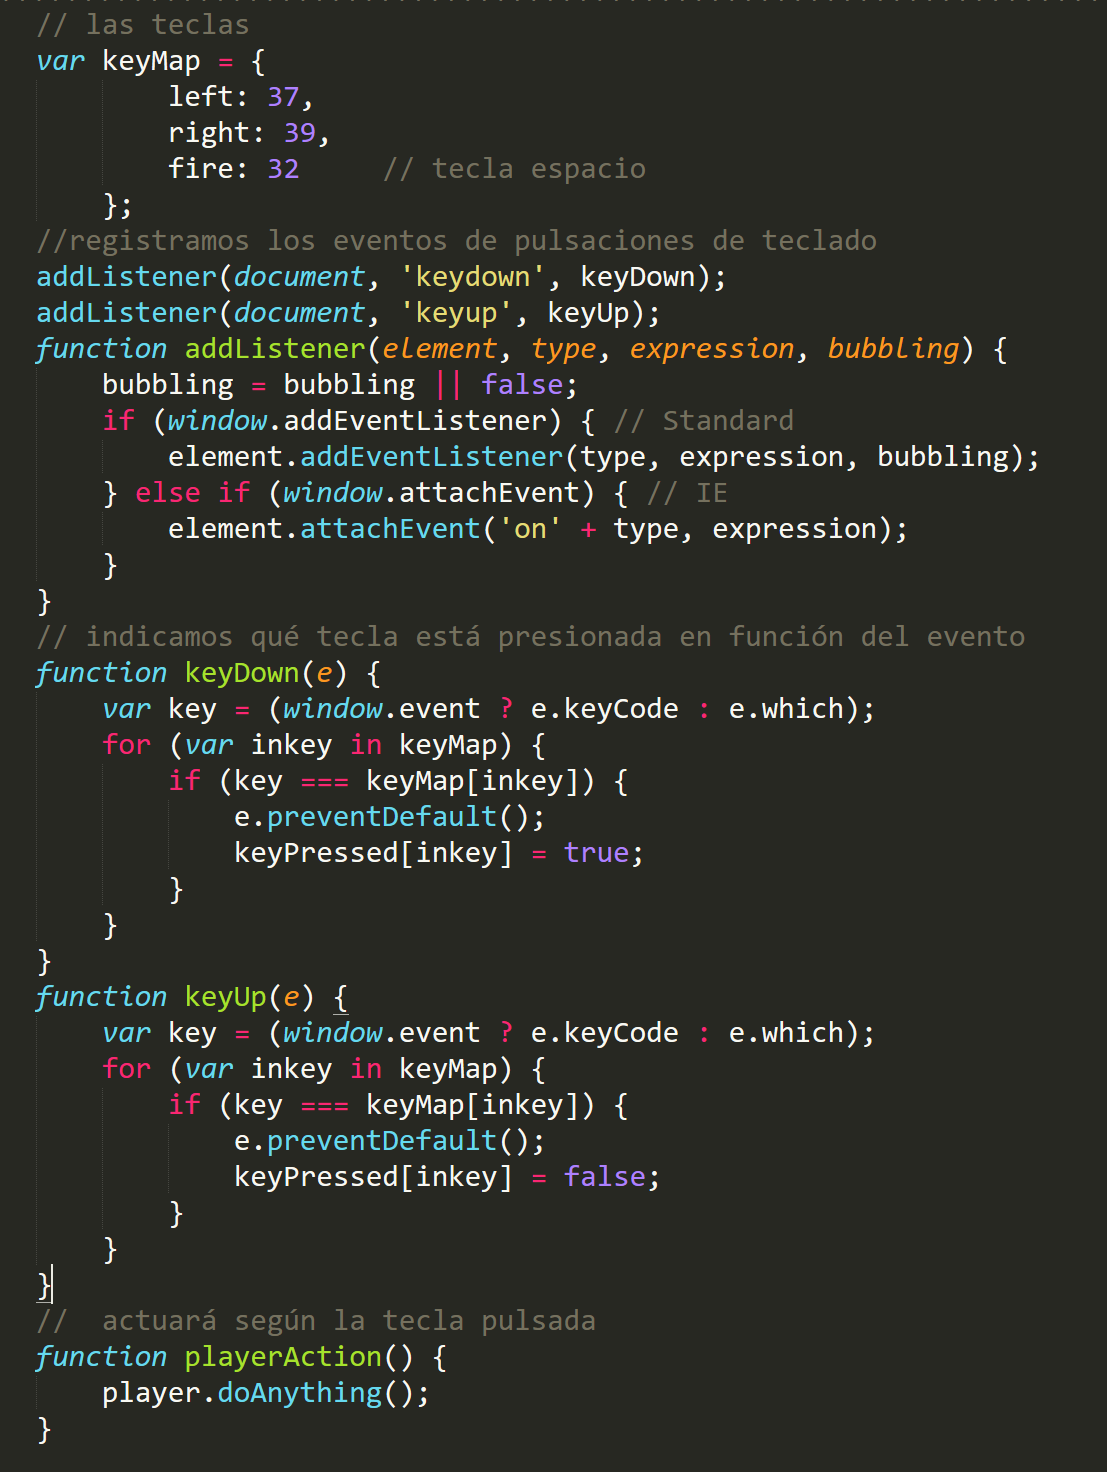 // las teclas
var keyMap = {
        left: 37,
        right: 39,
        fire: 32     // tecla espacio
    };
//registramos los eventos de pulsaciones de teclado
addListener(document, 'keydown', keyDown);
addListener(document, 'keyup', keyUp);
function addListener(element, type, expression, bubbling) {
    bubbling = bubbling || false;
    if (window.addEventListener) { // Standard
        element.addEventListener(type, expression, bubbling);
    } else if (window.attachEvent) { // IE
        element.attachEvent('on' + type, expression);
    }
}
// indicamos qué tecla está presionada en función del evento
function keyDown(e) {
    var key = (window.event ? e.keyCode : e.which);
    for (var inkey in keyMap) {
        if (key === keyMap[inkey]) {
            e.preventDefault();
            keyPressed[inkey] = true;
        }
    }
}
function keyUp(e) {
    var key = (window.event ? e.keyCode : e.which);
    for (var inkey in keyMap) {
        if (key === keyMap[inkey]) {
            e.preventDefault();
            keyPressed[inkey] = false;
        }
    }
}
//  actuará según la tecla pulsada
function playerAction() {
    player.doAnything();
}